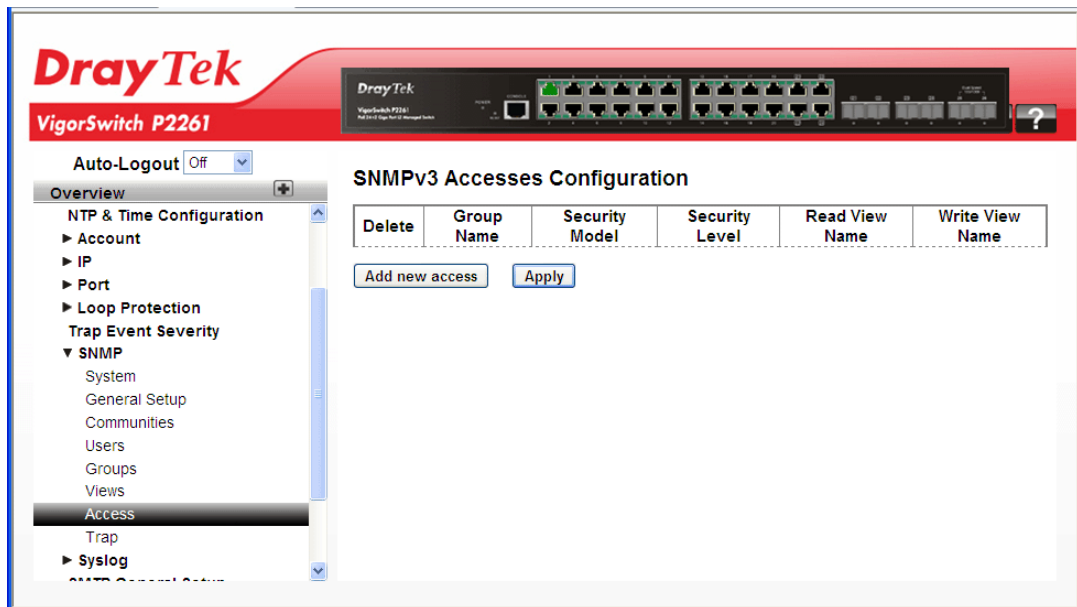 DrayTek
VigorSwitch P2261
DrayTek
VigorSwitch P2261
POWER
CONSOLE
?
Auto-Logout Off
Overview
NTP & Time Configuration
► Account
► IP
► Port
► Loop Protection
Trap Event Severity
▼ SNMP
System
General Setup
Communities
Users
Groups
Views
Access
Trap
► Syslog
SNMPv3 Accesses Configuration
Delete Group Name Security Model Security Level Read View Name Write View Name
Add new access Apply